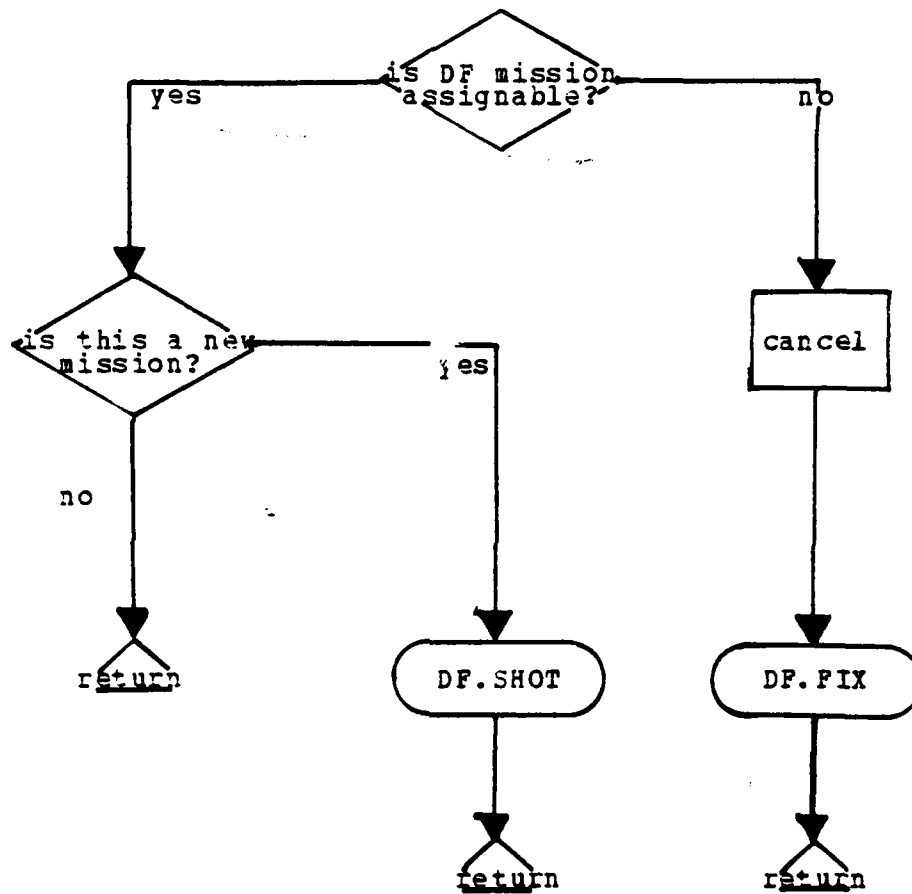 is DF mission
assignable?
yes
no
is this a new
mission?
yes
cancel
no
return
DF.SHOT
DF.FIX
return
return